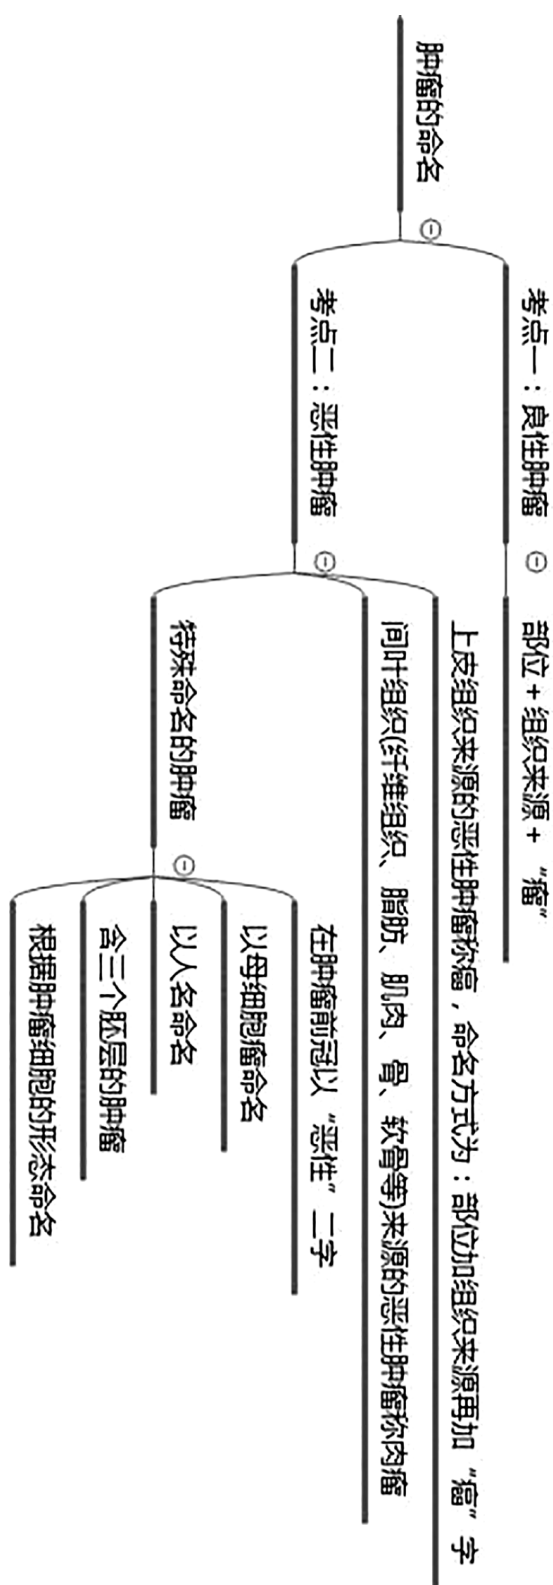 肿瘤的命名
考点一：良性肿瘤
部位+组织来源+“瘤”
考点二：恶性肿瘤
上皮组织来源的恶性肿瘤称癌，命名方式为：部位加组织来源再加“癌”字
间叶组织(纤维组织、脂肪、肌肉、骨、软骨等)来源的恶性肿瘤称肉瘤
特殊命名的肿瘤
在肿瘤前冠以“恶性”二字
以母细胞瘤命名
以人名命名
含三个胚层的肿瘤
根据肿瘤细胞的形态命名